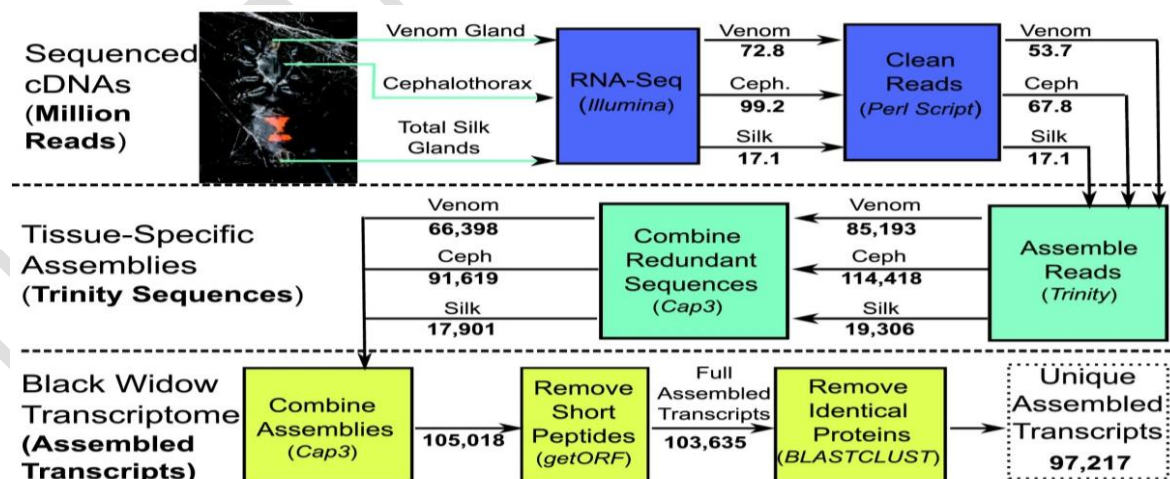 Sequenced
cDNAs
(Million
Reads)
Venom Gland
Cephalothorax
Total Silk
Glands
RNA-Seq
(Illumina)
Venom
72.8
Ceph.
99.2
Silk
17.1
Clean
Reads
(Perl Script)
Venom
53.7
Ceph
67.8
Silk
17.1
Tissue-Specific
Assemblies
(Trinity Sequences)
Venom
66,398
Ceph
91,619
Silk
17,901
Combine
Redundant
Sequences
(Cap3)
Venom
85,193
Ceph
114,418
Silk
19,306
Assemble
Reads
(Trinity)
Black Widow
Transcriptome
(Assembled
Transcripts)
Combine
Assemblies
(Cap3)
105,018
Remove
Short
Peptides
(getORF)
Full
Assembled
Transcripts
103,635
Remove
Identical
Proteins
(BLASTCLUST)
Unique
Assembled
Transcripts
97,217